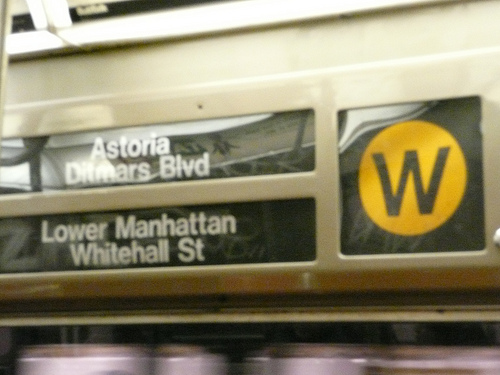 Astoria
Ditmars Blvd
W
Lower Manhattan
Whitehall St